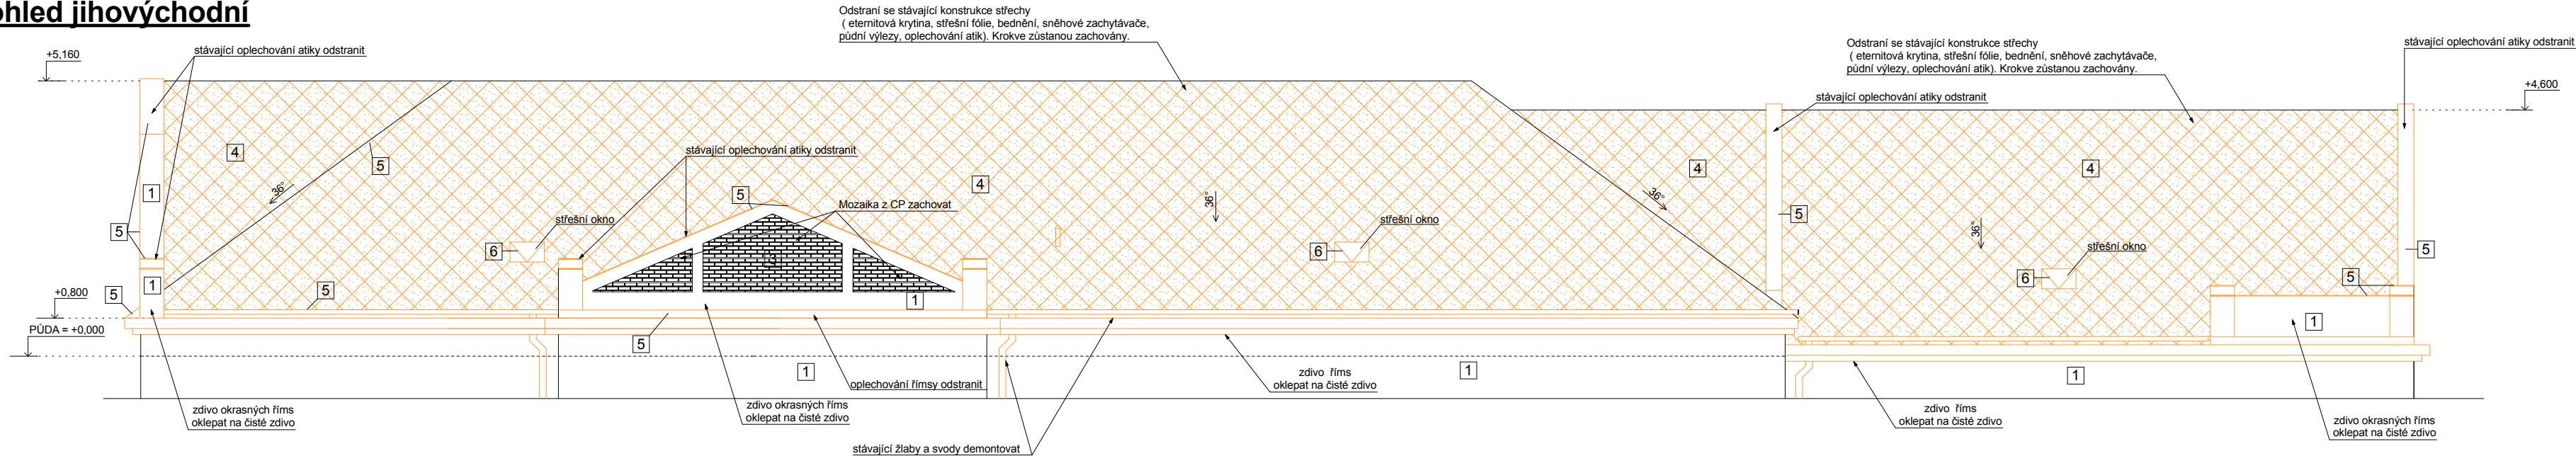 ohled jihovýchodní
Odstraní se stávající konstrukce střechy
( eternitová krytina, střešní fólie, bednění, sněhové zachytávače,
půdní výlezy, oplechování atik). Krokve zůstanou zachovány.
Odstraní se stávající konstrukce střechy
( eternitová krytina, střešní fólie, bednění, sněhové zachytávače,
půdní výlezy, oplechování atik). Krokve zůstanou zachovány.
stávající oplechování atiky odstranit
+5,160
stávající oplechování atiky odstranit
+4,600
stávající oplechování atiky odstranit
4
5
stávající oplechování atiky odstranit
4
4
4
1
36°
5
36°
36°
36°
Mozaika z CP zachovat
5
5
střešní okno
střešní okno
střešní okno
6
6
6
5
3
1
1
5
+0,800
5
5
PŮDA = +0,000
1
5
1
1
1
oplechování římsy odstranit
zdivo  říms
oklepat na čisté zdivo
zdivo okrasných říms
oklepat na čisté zdivo
zdivo okrasných říms
oklepat na čisté zdivo
zdivo  říms
oklepat na čisté zdivo
zdivo okrasných říms
oklepat na čisté zdivo
stávající žlaby a svody demontovat